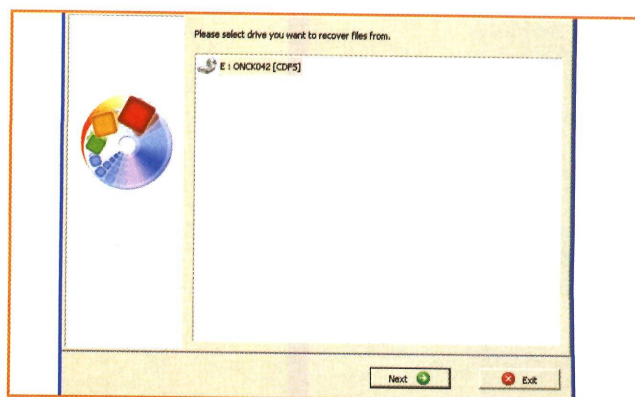 Please select drive you want to recover files from.
E : ONCK042 [CDFS]
Next
Exit